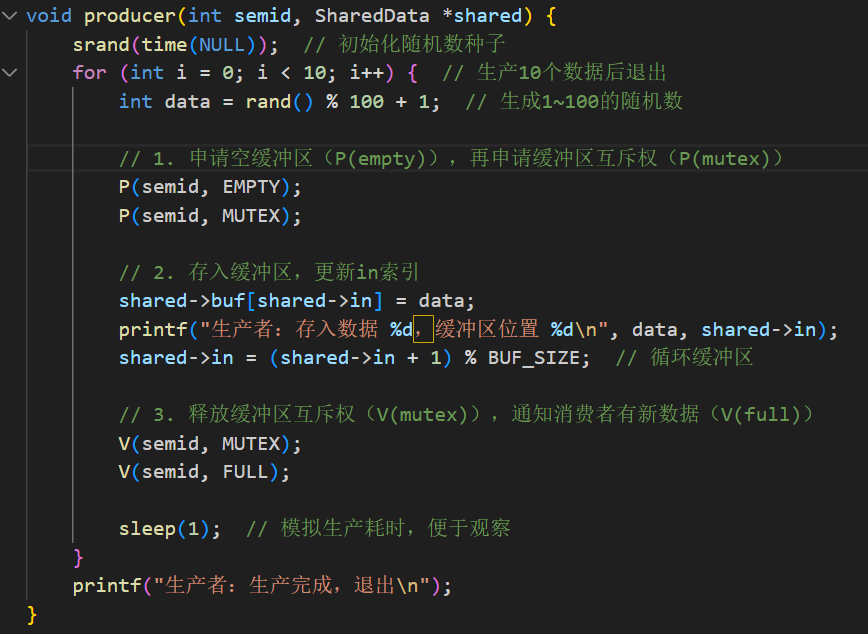 void producer(int semid, SharedData *shared) {
    srand(time(NULL));  // 初始化随机数种子
    for (int i = 0; i < 10; i++) {  // 生产10个数据后退出
        int data = rand() % 100 + 1;  // 生成1~100的随机数

        // 1. 申请空缓冲区（P(empty)），再申请缓冲区互斥权（P(mutex)）
        P(semid, EMPTY);
        P(semid, MUTEX);

        // 2. 存入缓冲区，更新in索引
        shared->buf[shared->in] = data;
        printf("生产者：存入数据 %d，缓冲区位置 %d\n", data, shared->in);
        shared->in = (shared->in + 1) % BUF_SIZE;  // 循环缓冲区

        // 3. 释放缓冲区互斥权（V(mutex)），通知消费者有新数据（V(full)）
        V(semid, MUTEX);
        V(semid, FULL);

        sleep(1);  // 模拟生产耗时，便于观察
    }
    printf("生产者：生产完成，退出\n");
}